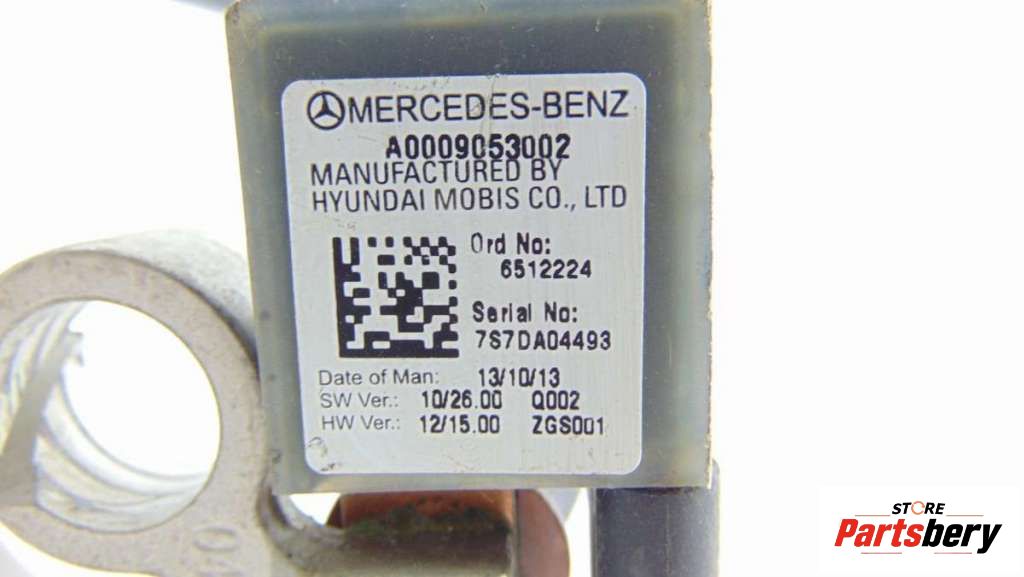 MERCEDES-BENZ
A0009053002
MANUFACTURED BY
HYUNDAI MOBIS CO., LTD
Ord No:
6512224
Serial No:
7S7DA04493
Date of Man: 13/10/13
SW Ver.: 10/26.00 Q002
HW Ver.: 12/15.00 ZGS001
STORE
Partsbery